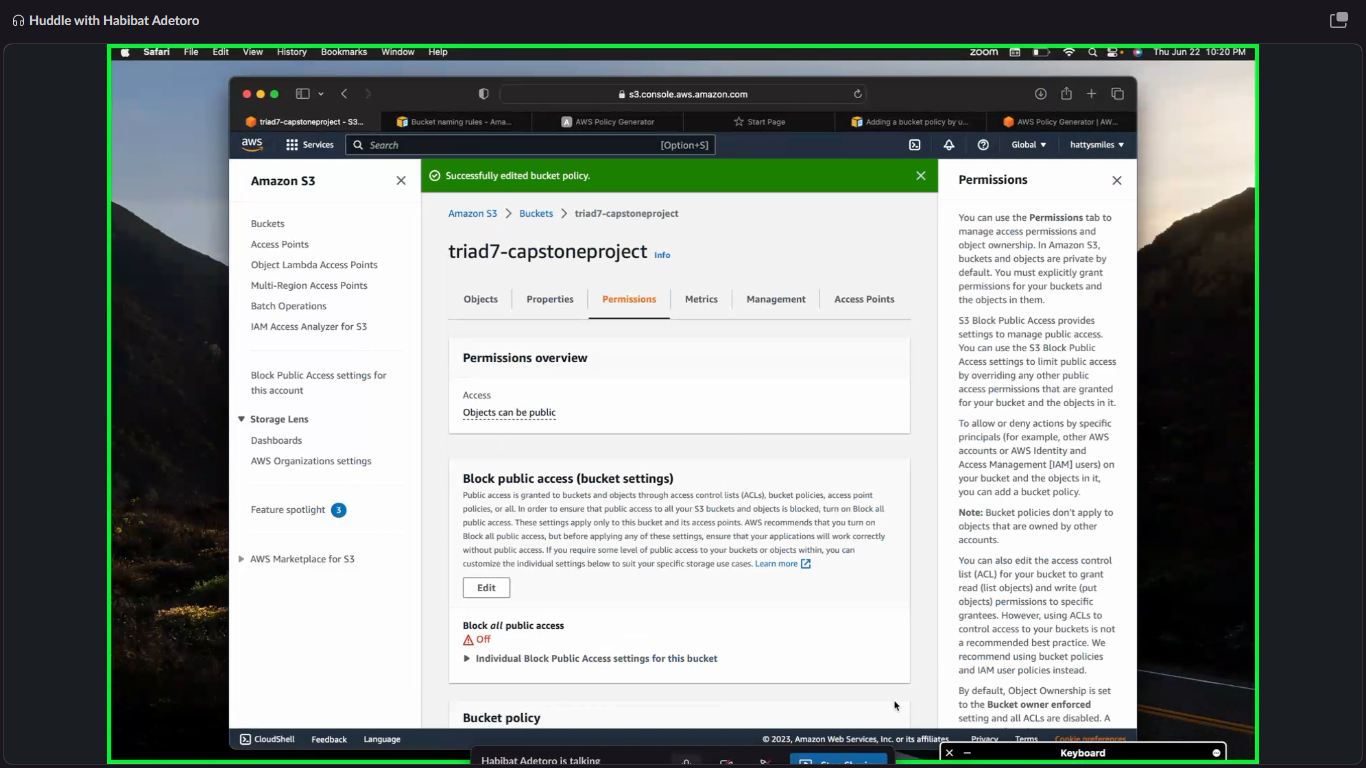 Huddle with Habibat Adetoro
Safari File Edit View History Bookmarks Window Help
zoom Thu Jun 22 10:20 PM
s3.console.aws.amazon.com
triad7-capstoneproject - S3... Bucket naming rules - Ama... AWS Policy Generator Start Page Adding a bucket policy by u... AWS Policy Generator | AW...
aws Services Search [Option+S] Global hattysmiles
Amazon S3
Buckets
Access Points
Object Lambda Access Points
Multi-Region Access Points
Batch Operations
IAM Access Analyzer for S3
Block Public Access settings for
this account
Storage Lens
Dashboards
AWS Organizations settings
Feature spotlight 3
AWS Marketplace for S3
Successfully edited bucket policy.
Amazon S3 > Buckets > triad7-capstoneproject
triad7-capstoneproject Info
Objects Properties Permissions Metrics Management Access Points
Permissions overview
Access
Objects can be public
Block public access (bucket settings)
Public access is granted to buckets and objects through access control lists (ACLs), bucket policies, access point
policies, or all. In order to ensure that public access to all your S3 buckets and objects is blocked, turn on Block all
public access. These settings apply only to this bucket and its access points. AWS recommends that you turn on
Block all public access, but before applying any of these settings, ensure that your applications will work correctly
without public access. If you require some level of public access to your buckets or objects within, you can
customize the individual settings below to suit your specific storage use cases. Learn more
Edit
Block all public access
Off
Individual Block Public Access settings for this bucket
Bucket policy
Permissions
You can use the Permissions tab to
manage access permissions and
object ownership. In Amazon S3,
buckets and objects are private by
default. You must explicitly grant
permissions for your buckets and
the objects in them.
S3 Block Public Access provides
settings to manage public access.
You can use the S3 Block Public
Access settings to limit public access
by overriding any other public
access permissions that are granted
for your bucket and the objects in it.
To allow or deny actions by specific
principals (for example, other AWS
accounts or AWS Identity and
Access Management [IAM] users) on
your bucket and the objects in it,
you can add a bucket policy.
Note: Bucket policies don't apply to
objects that are owned by other
accounts.
You can also edit the access control
list (ACL) for your bucket to grant
read (list objects) and write (put
objects) permissions to specific
grantees. However, using ACLs to
control access to your buckets is not
a recommended best practice. We
recommend using bucket policies
and IAM user policies instead.
By default, Object Ownership is set
to the Bucket owner enforced
setting and all ACLs are disabled. A
CloudShell Feedback Language © 2023, Amazon Web Services, Inc. or its affiliates. Privacy Terms Cookie preferences
Habibat Adetoro is talking
Keyboard